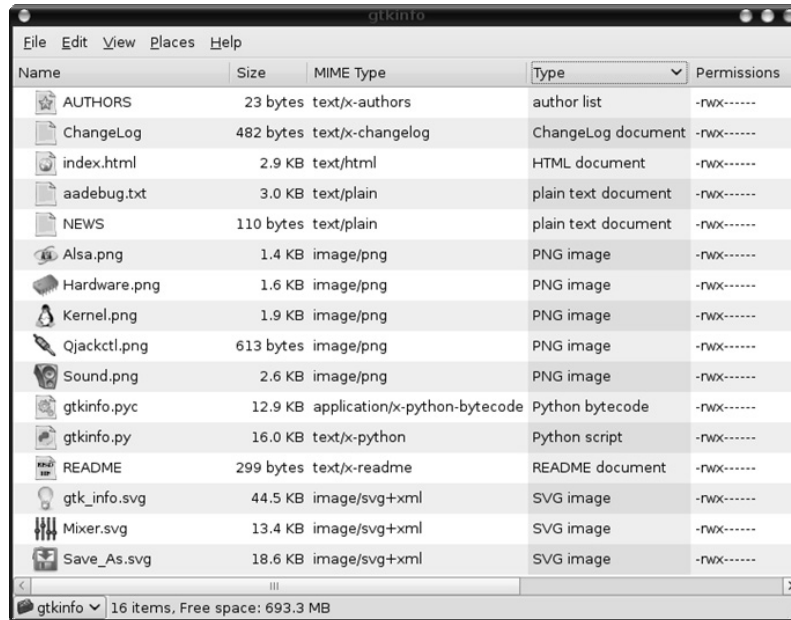 gtkinfo
File Edit View Places Help
Name Size MIME Type Type Permissions
AUTHORS 23 bytes text/x-authors author list -rwx------
ChangeLog 482 bytes text/x-changelog ChangeLog document -rwx------
index.html 2.9 KB text/html HTML document -rwx------
aadebug.txt 3.0 KB text/plain plain text document -rwx------
NEWS 110 bytes text/plain plain text document -rwx------
Alsa.png 1.4 KB image/png PNG image -rwx------
Hardware.png 1.6 KB image/png PNG image -rwx------
Kernel.png 1.9 KB image/png PNG image -rwx------
Qjackctl.png 613 bytes image/png PNG image -rwx------
Sound.png 2.6 KB image/png PNG image -rwx------
gtkinfo.pyc 12.9 KB application/x-python-bytecode Python bytecode -rwx------
gtkinfo.py 16.0 KB text/x-python Python script -rwx------
README 299 bytes text/x-readme README document -rwx------
gtk_info.svg 44.5 KB image/svg+xml SVG image -rwx------
Mixer.svg 13.4 KB image/svg+xml SVG image -rwx------
Save_As.svg 18.6 KB image/svg+xml SVG image -rwx------
gtkinfo 16 items, Free space: 693.3 MB